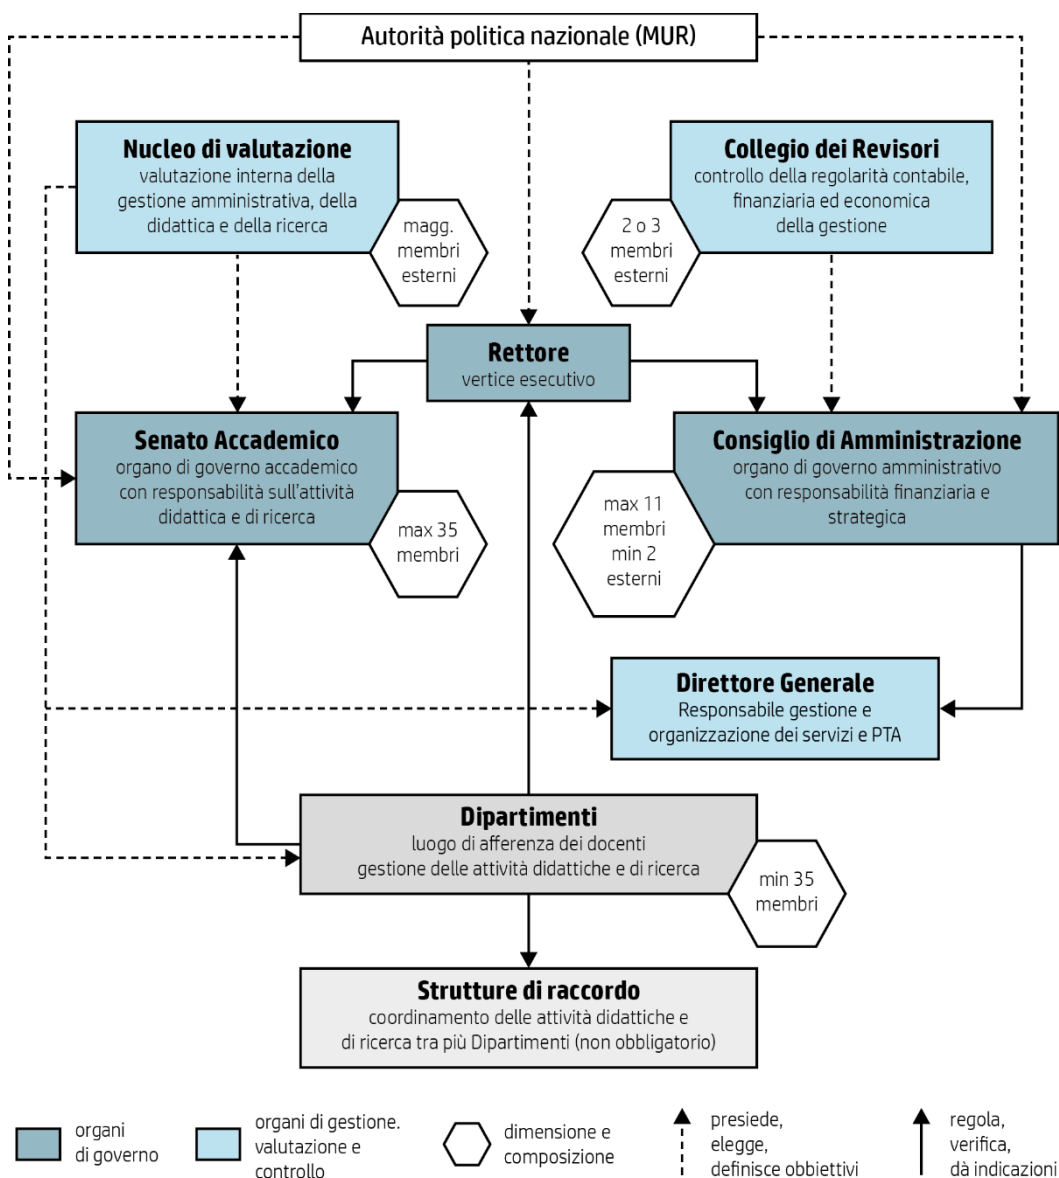 Autorità politica nazionale (MUR)
Nucleo di valutazione
valutazione interna della
gestione amministrativa, della
didattica e della ricerca
magg.
membri
esterni
Collegio dei Revisori
controllo della regolarità contabile,
finanziaria ed economica
della gestione
2 o 3
membri
esterni
Rettore
vertice esecutivo
Senato Accademico
organo di governo accademico
con responsabilità sull'attività
didattica e di ricerca
max 35
membri
Consiglio di Amministrazione
organo di governo amministrativo
con responsabilità finanziaria e
strategica
max 11
membri
min 2
esterni
Direttore Generale
Responsabile gestione e
organizzazione dei servizi e PTA
Dipartimenti
luogo di afferenza dei docenti
gestione delle attività didattiche e di ricerca
min 35
membri
Strutture di raccordo
coordinamento delle attività didattiche e
di ricerca tra più Dipartimenti (non obbligatorio)
organi
di governo
organi di gestione.
valutazione e
controllo
dimensione e
composizione
presiede,
elegge,
definisce obbiettivi
regola,
verifica,
dà indicazioni